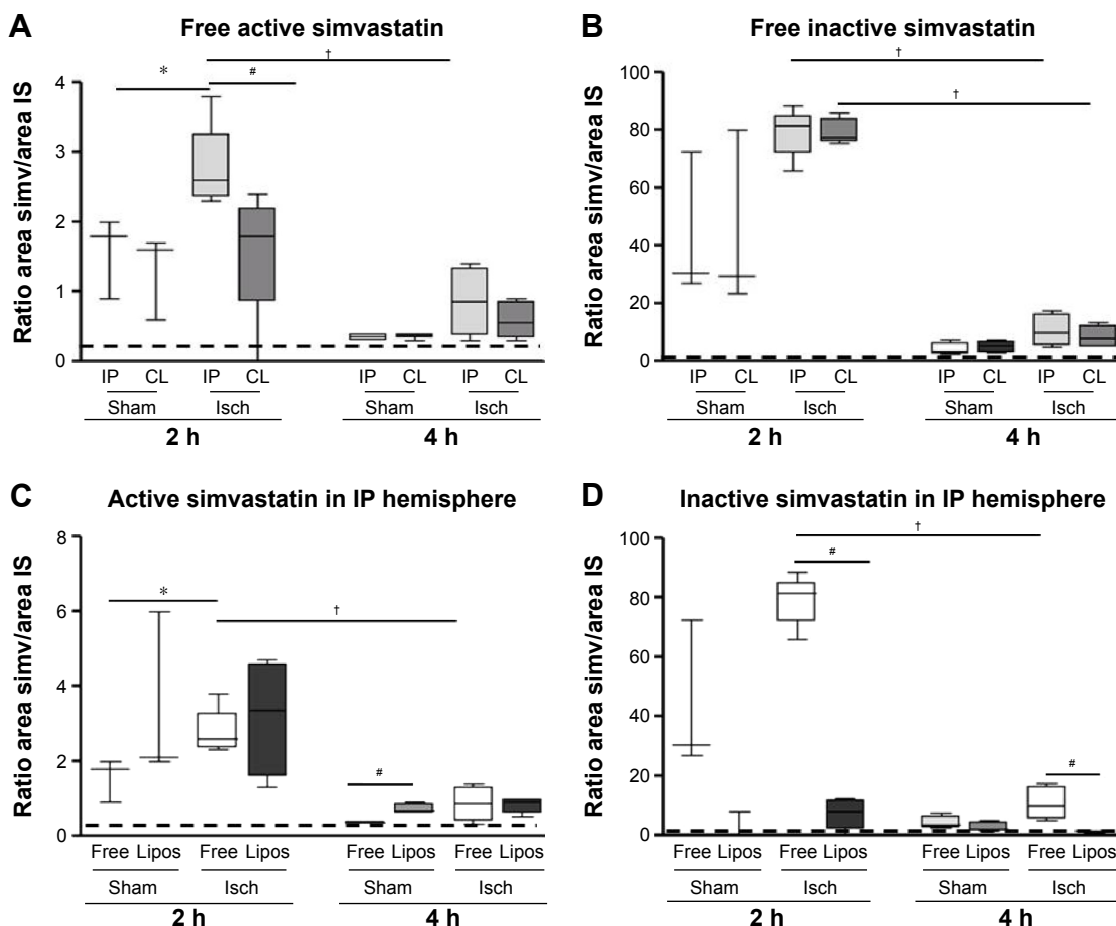 A
Free active simvastatin
†
*
#
Ratio area simv/area IS
4
3
2
1
0
IP CL IP CL IP CL IP CL
Sham Isch Sham Isch
2 h 4 h
B
Free inactive simvastatin
†
†
Ratio area simv/area IS
100
80
60
40
20
0
IP CL IP CL IP CL IP CL
Sham Isch Sham Isch
2 h 4 h
C
Active simvastatin in IP hemisphere
*
†
#
Ratio area simv/area IS
8
6
4
2
0
Free Lipos Free Lipos Free Lipos Free Lipos
Sham Isch Sham Isch
2 h 4 h
D
Inactive simvastatin in IP hemisphere
†
#
#
Ratio area simv/area IS
100
80
60
40
20
0
Free Lipos Free Lipos Free Lipos Free Lipos
Sham Isch Sham Isch
2 h 4 h